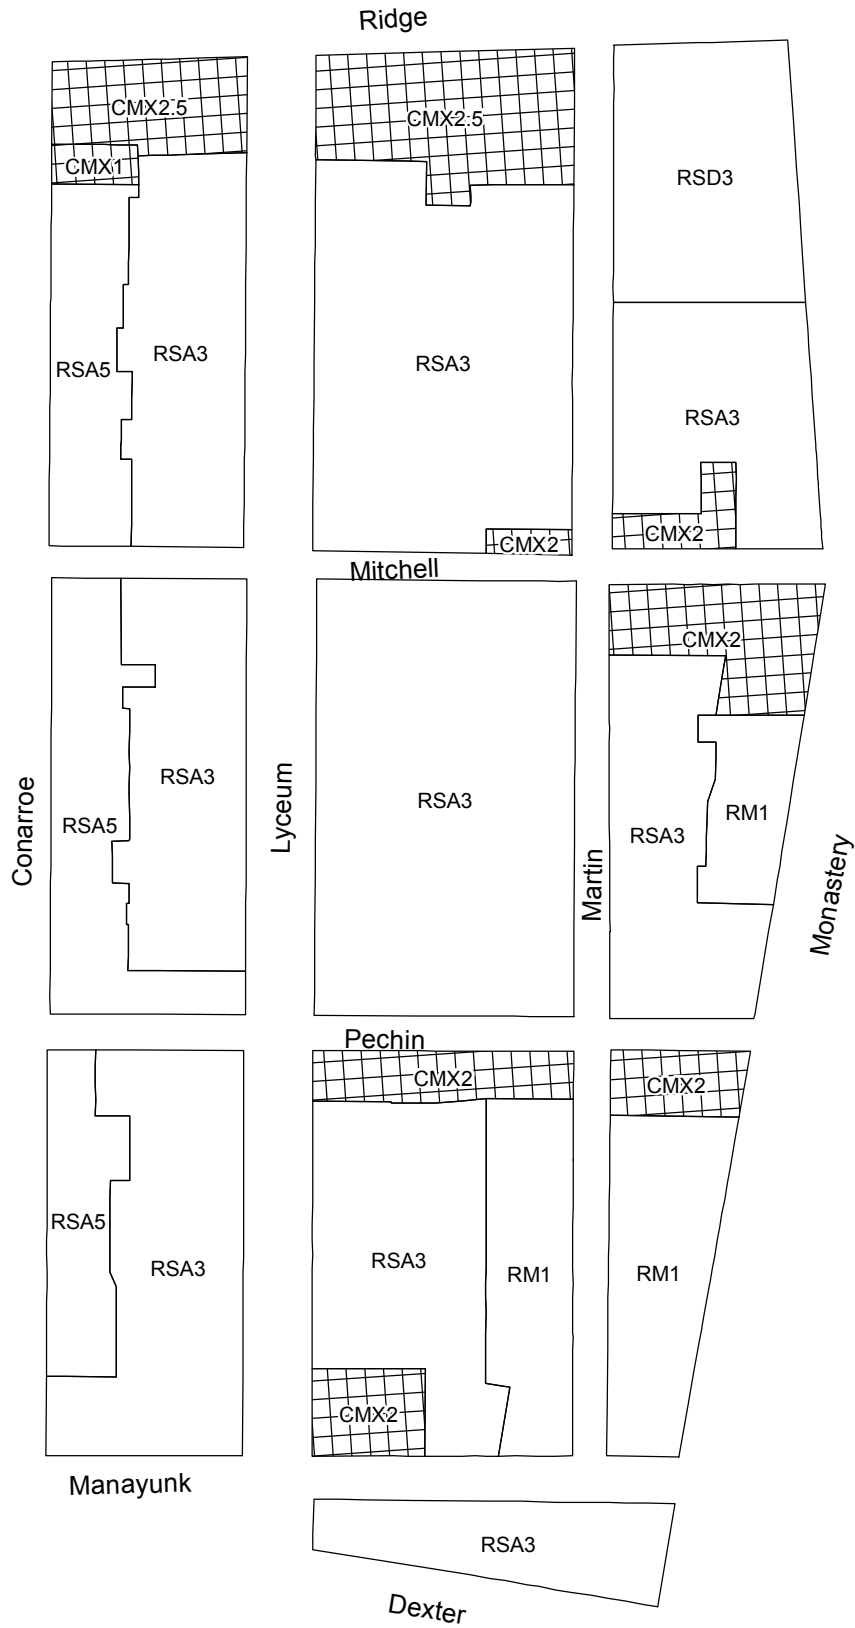 Ridge
CMX2.5
CMX2.5
CMX1
RSD3
RSA5
RSA3
RSA3
RSA3
CMX2
CMX2
Mitchell
CMX2
Conarroe
RSA5
RSA3
Lyceum
RSA3
Martin
RSA3
RM1
Monastery
Pechin
CMX2
CMX2
RSA5
RSA3
RSA3
RM1
RM1
CMX2
Manayunk
RSA3
Dexter